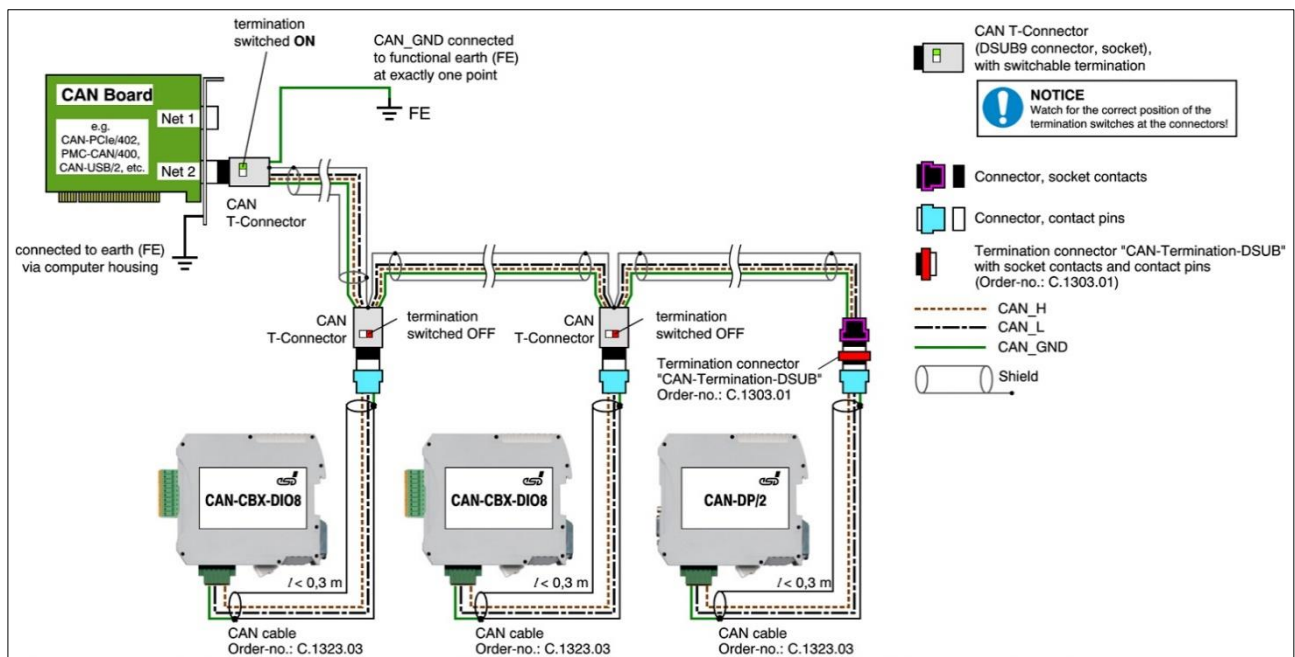 termination
switched ON
CAN_GND connected
to functional earth (FE)
at exactly one point
FE
CAN Board
e.g.
CAN-PCIe/402,
PMC-CAN/400,
CAN-USB/2, etc.
Net 1
Net 2
CAN
T-Connector
connected to earth (FE)
via computer housing
CAN
T-Connector
termination
switched OFF
CAN
T-Connector
termination
switched OFF
Termination connector
"CAN-Termination-DSUB"
Order-no.: C.1303.01
esd
CAN-CBX-DIO8
esd
CAN-CBX-DIO8
esd
CAN-DP/2
l < 0,3 m
l < 0,3 m
l < 0,3 m
CAN cable
Order-no.: C.1323.03
CAN cable
Order-no.: C.1323.03
CAN cable
Order-no.: C.1323.03
CAN T-Connector
(DSUB9 connector, socket),
with switchable termination
NOTICE
Watch for the correct position of the
termination switches at the connectors!
Connector, socket contacts
Connector, contact pins
Termination connector "CAN-Termination-DSUB"
with socket contacts and contact pins
(Order-no.: C.1303.01)
CAN_H
CAN_L
CAN_GND
Shield